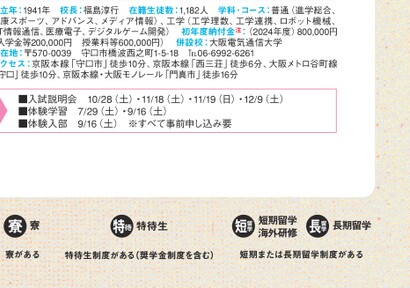 立年：1941年　校長：福島淳行　在籍生徒数：1,182人　学科・コース：普通（進学総合、
康スポーツ、アドバンス、メディア情報）、工学（工学理数、工学連携、ロボット機械、
T情報通信、医療電子、デジタルゲーム開発）　初年度納付金注：（2024年度）800,000円
入学金等200,000円　授業料等600,000円）　併設校：大阪電気通信大学
在地：〒570-0039　守口市橋波西之町1-5-18　℡06-6992-6261
クセス：京阪本線「守口市」徒歩10分、京阪本線「西三荘」徒歩6分、大阪メトロ谷町線
守口」徒歩10分、京阪本線・大阪モノレール「門真市」徒歩16分
■入試説明会　10/28（土）・11/18（土）・11/19（日）・12/9（土）
■体験学習　7/29（土）・9/16（土）
■体験入部　9/16（土）　※すべて事前申し込み要
寮 寮
特待 特待生
短留学 短期留学
海外研修
長留学 長期留学
寮がある
特待生制度がある（奨学金制度を含む）
短期または長期留学制度がある